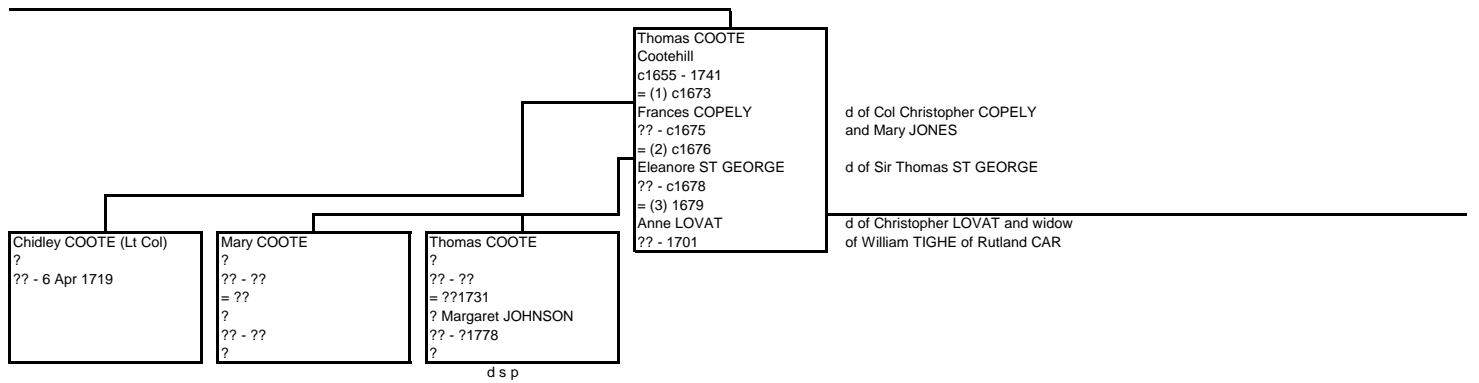 Thomas COOTE
Cootehill
c1655 - 1741
= (1) c1673
Frances COPELY
?? - c1675
= (2) c1676
Eleanore ST GEORGE
?? - c1678
= (3) 1679
Anne LOVAT
?? - 1701
d of Col Christopher COPELY
and Mary JONES
d of Sir Thomas ST GEORGE
d of Christopher LOVAT and widow
of William TIGHE of Rutland CAR
Chidley COOTE (Lt Col)
?
?? - 6 Apr 1719
Mary COOTE
?
?? - ??
= ??
?
?? - ??
?
Thomas COOTE
?
?? - ??
= ??1731
? Margaret JOHNSON
?? - ?1778
?
d s p